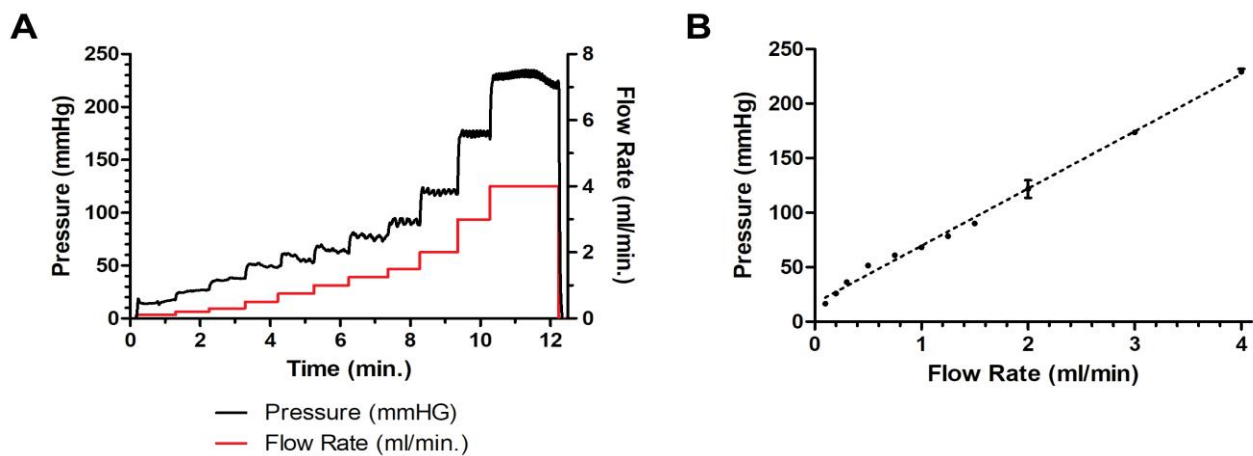 A
B
250
200
150
100
50
0
Pressure (mmHg)
8
6
4
2
0
Flow Rate (ml/min.)
0 2 4 6 8 10 12
Time (min.)
Pressure (mmHG)
Flow Rate (ml/min.)
250
200
150
100
50
0
Pressure (mmHg)
0 1 2 3 4
Flow Rate (ml/min)